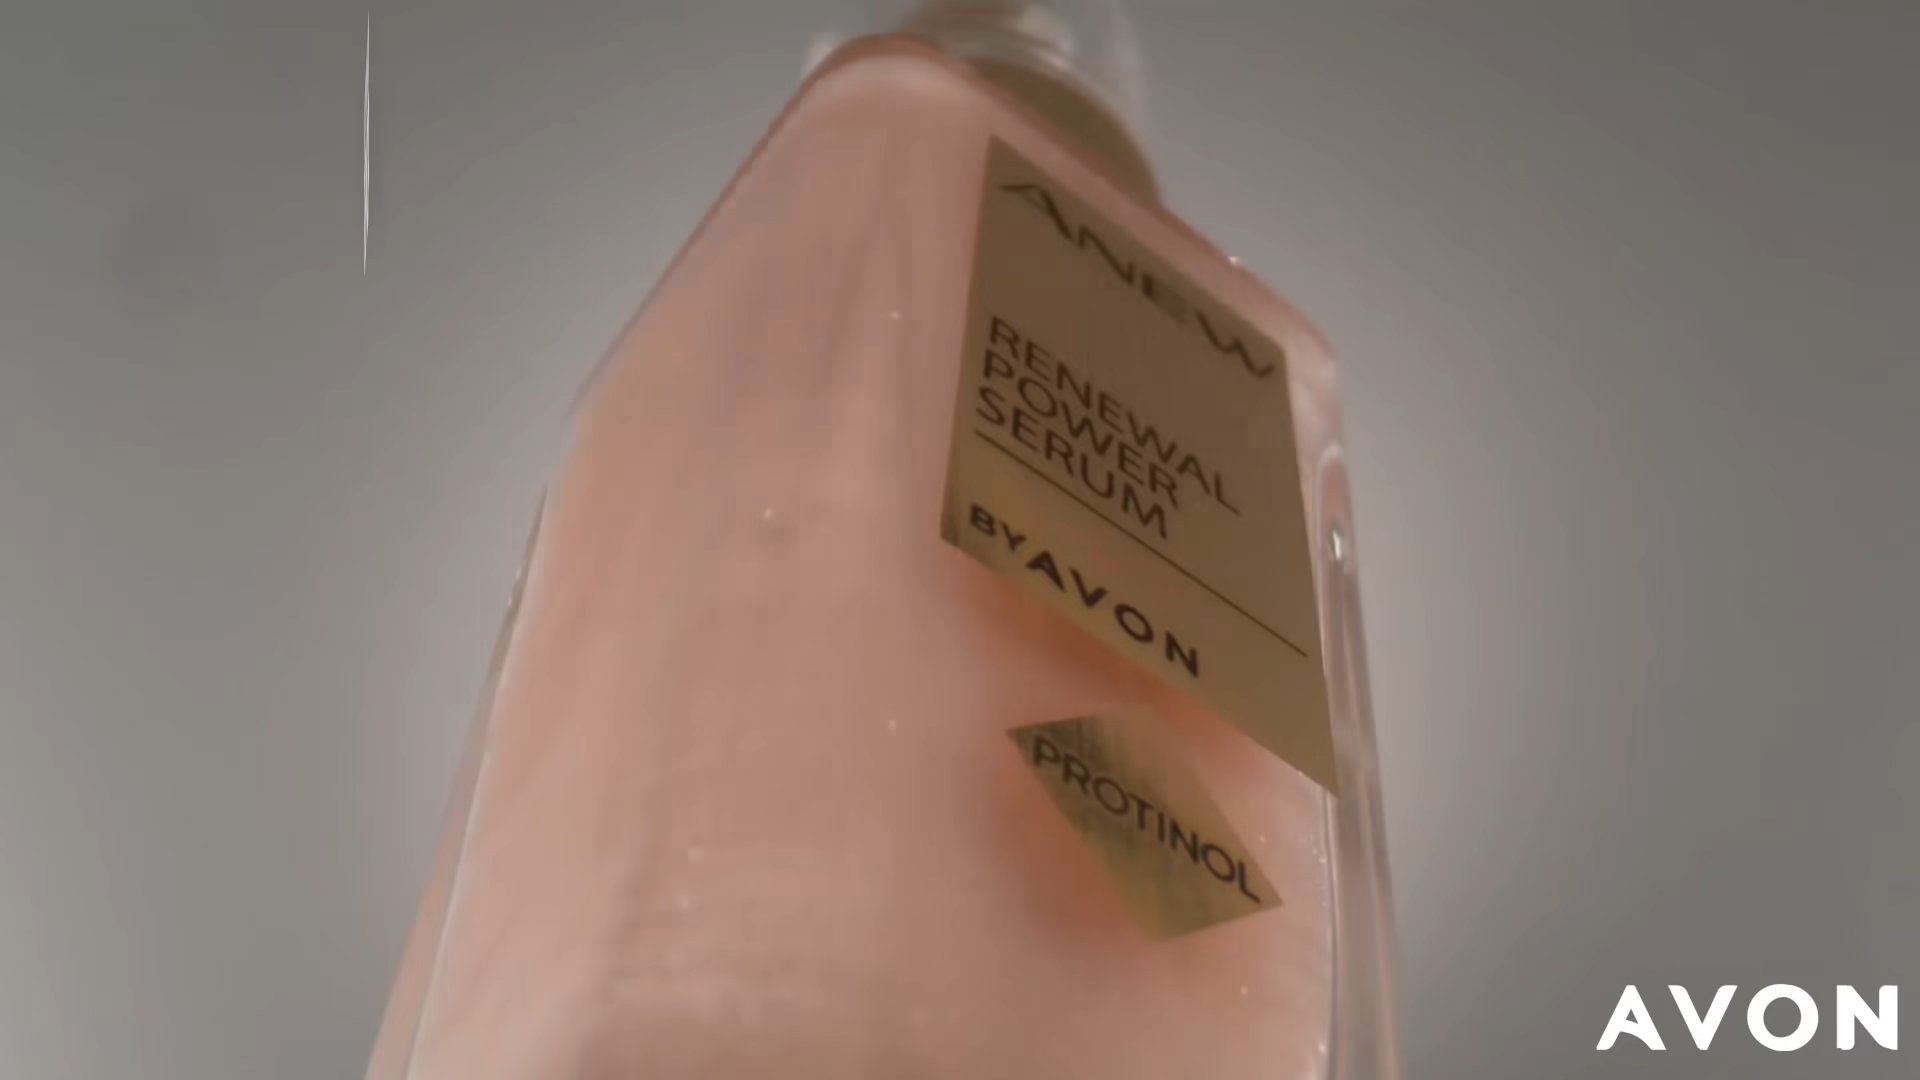 ANEW
RENEWAL
POWER
SERUM
BY AVON
PROTINOL
AVON